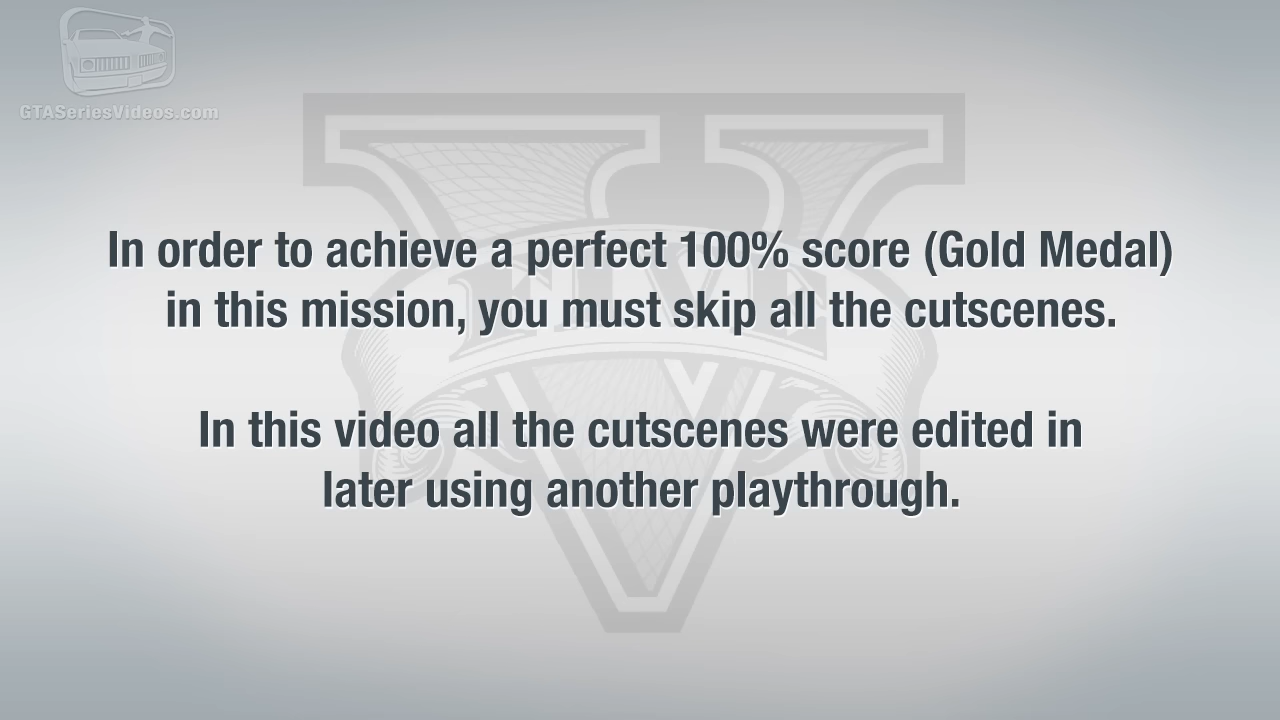 GTASeriesVideos.com
FIVE
In order to achieve a perfect 100% score (Gold Medal)
in this mission, you must skip all the cutscenes.
In this video all the cutscenes were edited in
later using another playthrough.